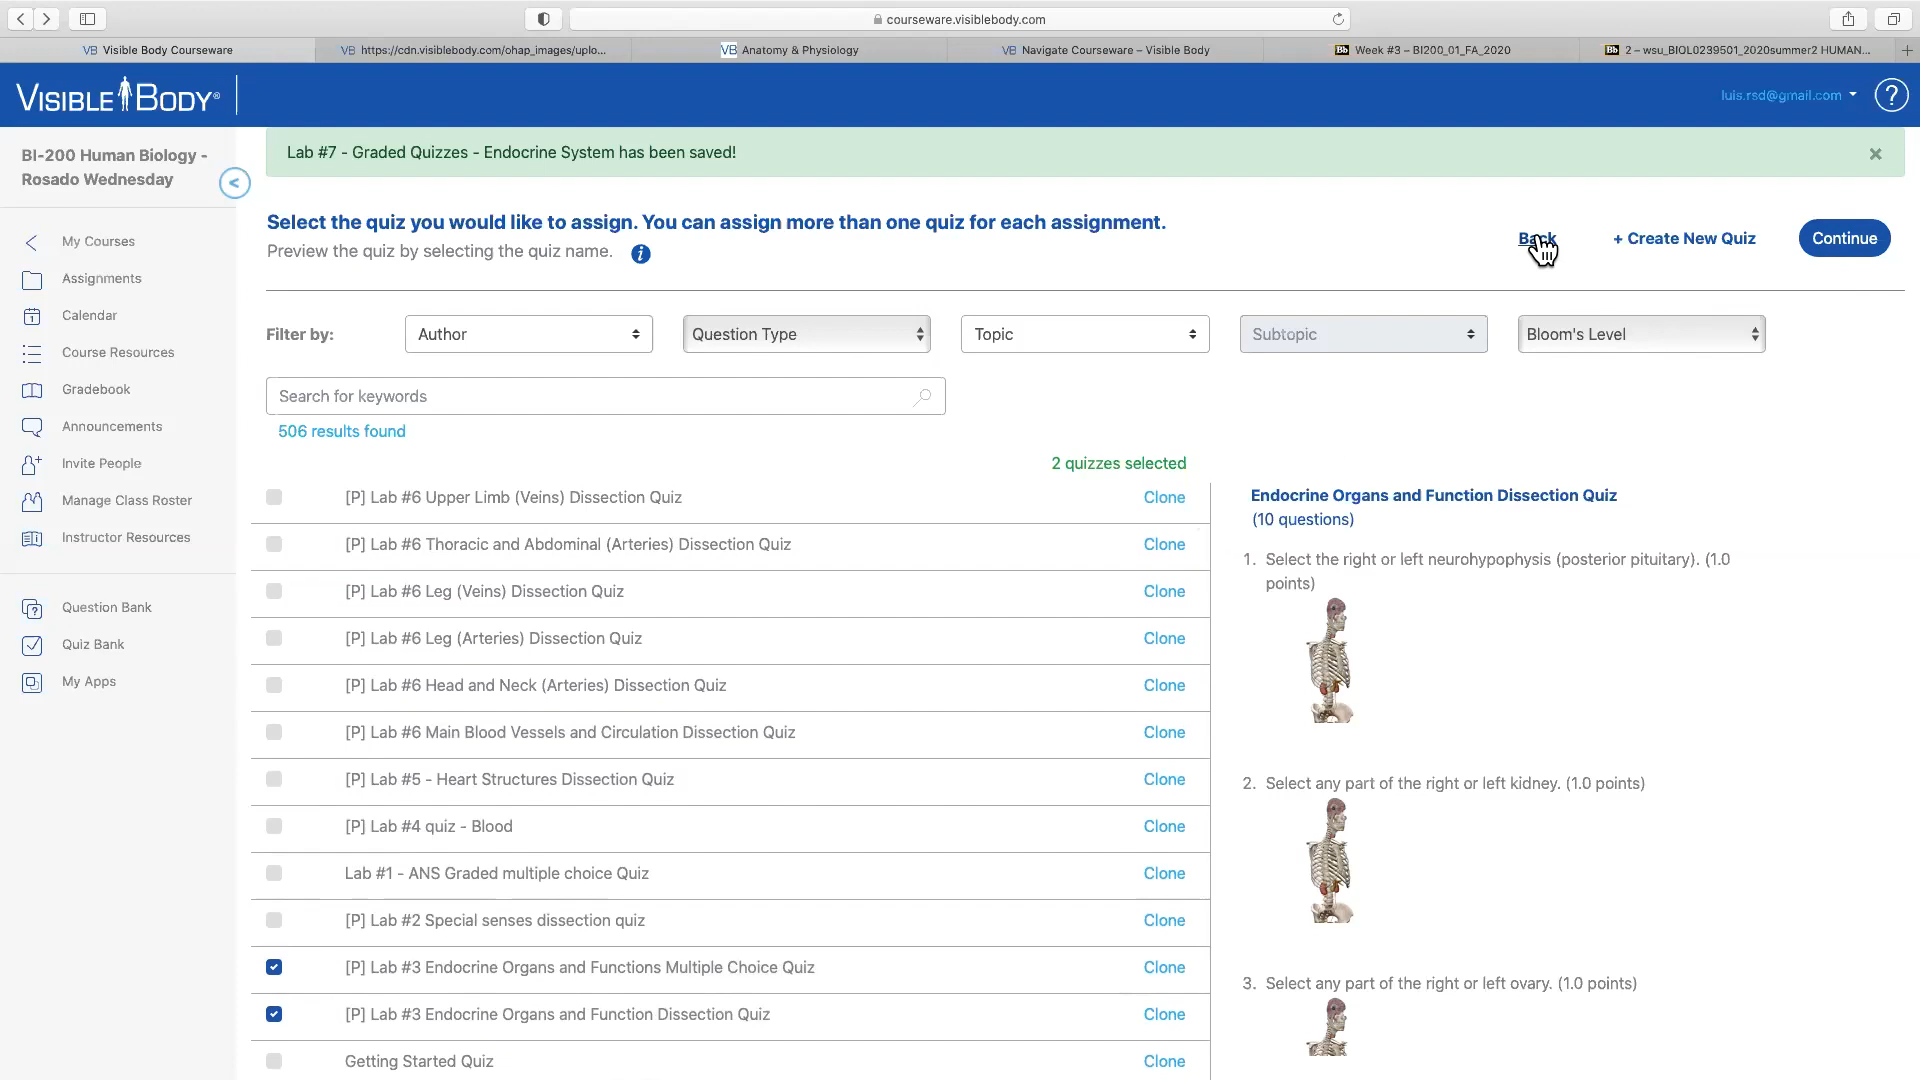 courseware.visiblebody.com
VB Visible Body Courseware
VB https://cdn.visiblebody.com/ohap_images/uplo...
VB Anatomy & Physiology
VB Navigate Courseware – Visible Body
Bb Week #3 – BI200_01_FA_2020
Bb 2 – wsu_BIOL0239501_2020summer2 HUMAN...
VISIBLE BODY®
luis.rsd@gmail.com
?
BI-200 Human Biology -
Rosado Wednesday
<
My Courses
Assignments
Calendar
Course Resources
Gradebook
Announcements
Invite People
Manage Class Roster
Instructor Resources
Question Bank
Quiz Bank
My Apps
Lab #7 - Graded Quizzes - Endocrine System has been saved!
×
Select the quiz you would like to assign. You can assign more than one quiz for each assignment.
Preview the quiz by selecting the quiz name. i
Back
+ Create New Quiz
Continue
Filter by:
Author
Question Type
Topic
Subtopic
Bloom's Level
Search for keywords
506 results found
2 quizzes selected
[P] Lab #6 Upper Limb (Veins) Dissection Quiz Clone
[P] Lab #6 Thoracic and Abdominal (Arteries) Dissection Quiz Clone
[P] Lab #6 Leg (Veins) Dissection Quiz Clone
[P] Lab #6 Leg (Arteries) Dissection Quiz Clone
[P] Lab #6 Head and Neck (Arteries) Dissection Quiz Clone
[P] Lab #6 Main Blood Vessels and Circulation Dissection Quiz Clone
[P] Lab #5 - Heart Structures Dissection Quiz Clone
[P] Lab #4 quiz - Blood Clone
Lab #1 - ANS Graded multiple choice Quiz Clone
[P] Lab #2 Special senses dissection quiz Clone
[P] Lab #3 Endocrine Organs and Functions Multiple Choice Quiz Clone
[P] Lab #3 Endocrine Organs and Function Dissection Quiz Clone
Getting Started Quiz Clone
Endocrine Organs and Function Dissection Quiz
(10 questions)
1. Select the right or left neurohypophysis (posterior pituitary). (1.0
points)
2. Select any part of the right or left kidney. (1.0 points)
3. Select any part of the right or left ovary. (1.0 points)